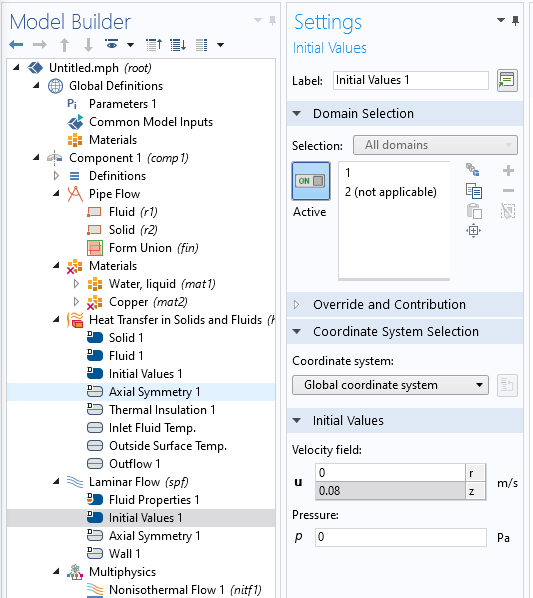 Model Builder
Untitled.mph (root)
Global Definitions
Pi Parameters 1
Common Model Inputs
Materials
Component 1 (comp1)
Definitions
Pipe Flow
Fluid (r1)
Solid (r2)
Form Union (fin)
Materials
Water, liquid (mat1)
Copper (mat2)
Heat Transfer in Solids and Fluids (h
Solid 1
Fluid 1
Initial Values 1
Axial Symmetry 1
Thermal Insulation 1
Inlet Fluid Temp.
Outside Surface Temp.
Outflow 1
Laminar Flow (spf)
Fluid Properties 1
Initial Values 1
Axial Symmetry 1
Wall 1
Multiphysics
Nonisothermal Flow 1 (nitf1)
Settings
Initial Values
Label: Initial Values 1
Domain Selection
Selection: All domains
ON
Active
1
2 (not applicable)
Override and Contribution
Coordinate System Selection
Coordinate system:
Global coordinate system
Initial Values
Velocity field:
u 0 r m/s
0.08 z
Pressure:
p 0 Pa